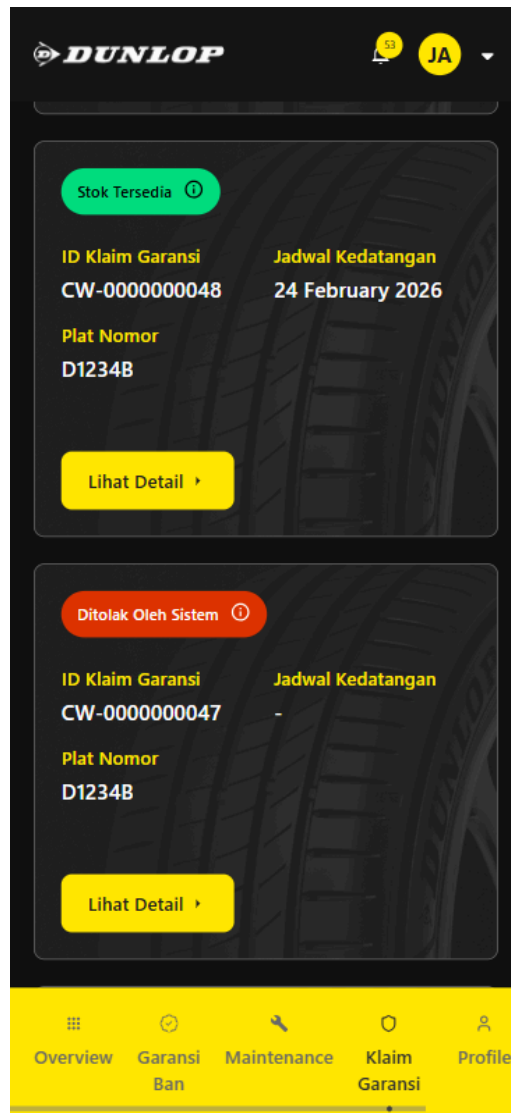 DUNLOP
53
JA
Stok Tersedia
ID Klaim Garansi
Jadwal Kedatangan
CW-0000000048
24 February 2026
Plat Nomor
D1234B
Lihat Detail
Ditolak Oleh Sistem
ID Klaim Garansi
Jadwal Kedatangan
CW-0000000047
-
Plat Nomor
D1234B
Lihat Detail
Overview
Garansi
Ban
Maintenance
Klaim
Garansi
Profile